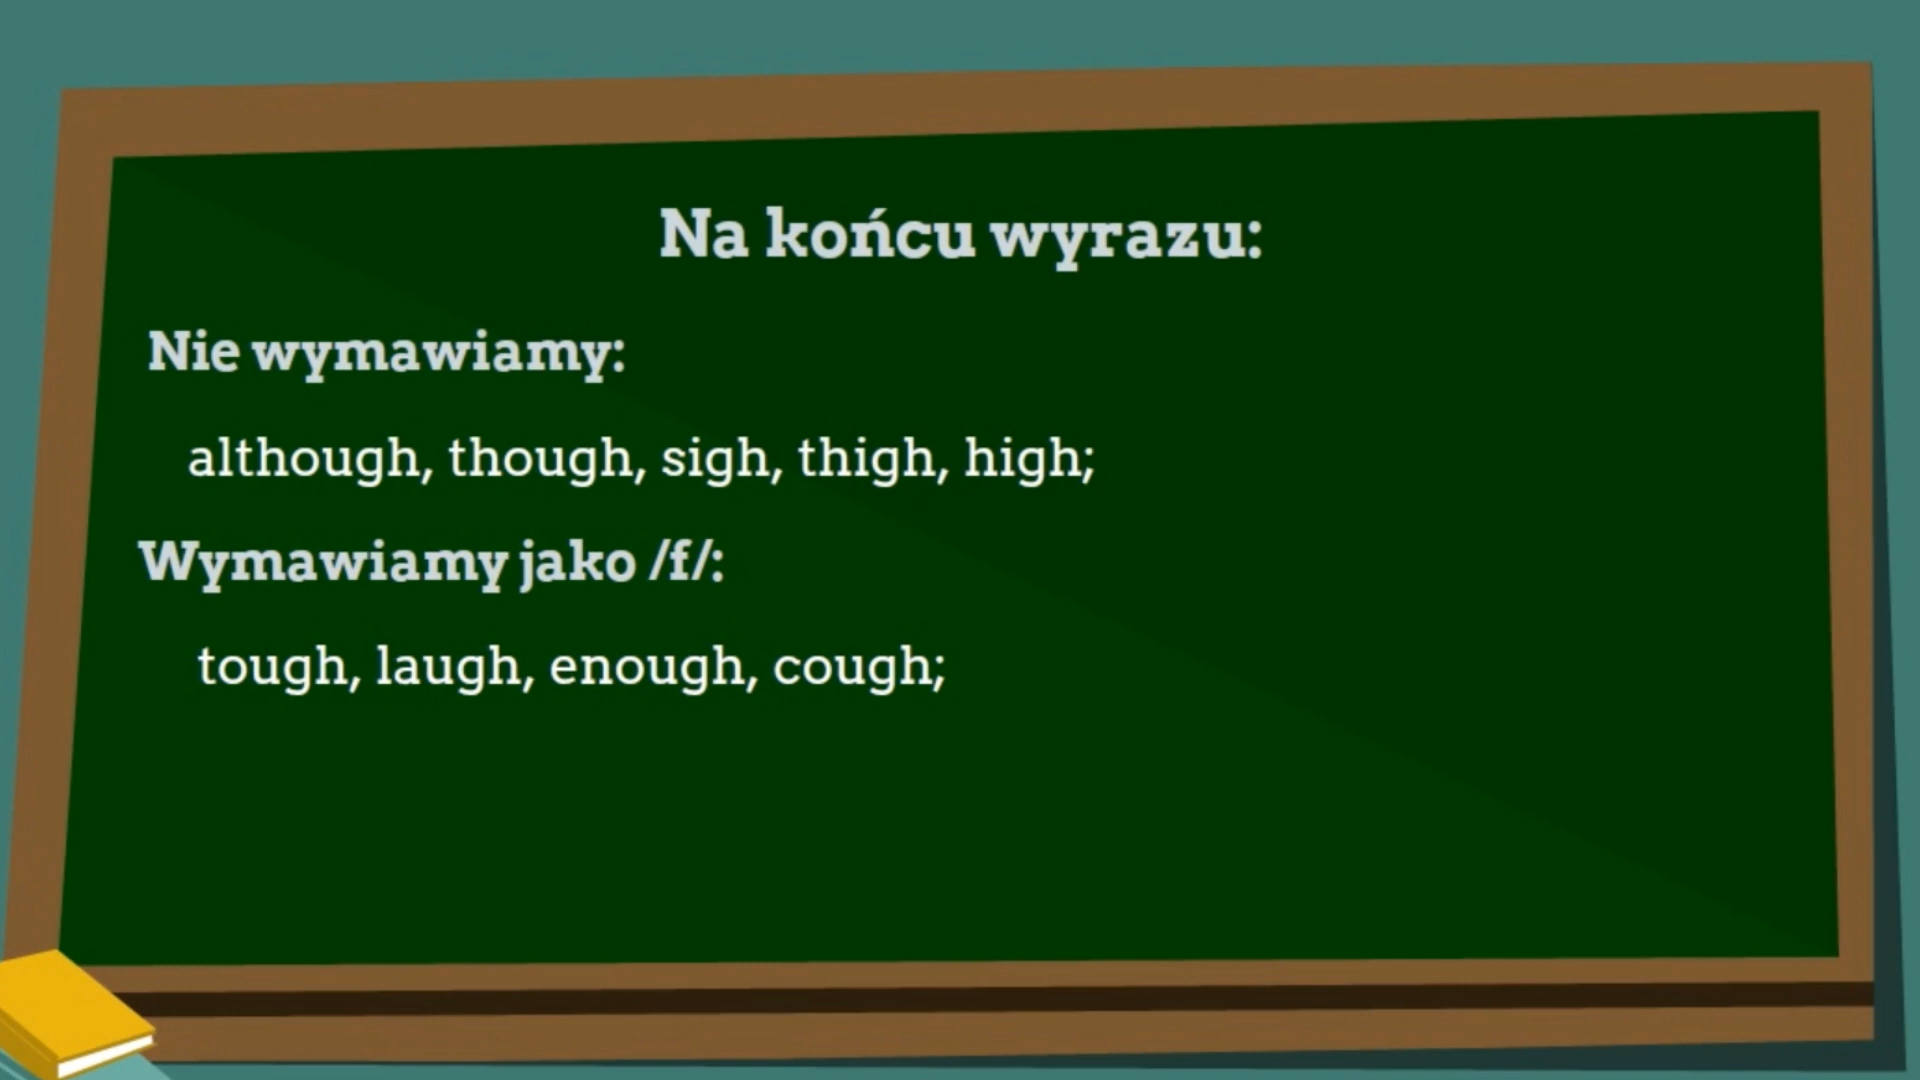 Na końcu wyrazu:
Nie wymawiamy:
although, though, sigh, thigh, high;
Wymawiamy jako /f/:
tough, laugh, enough, cough;